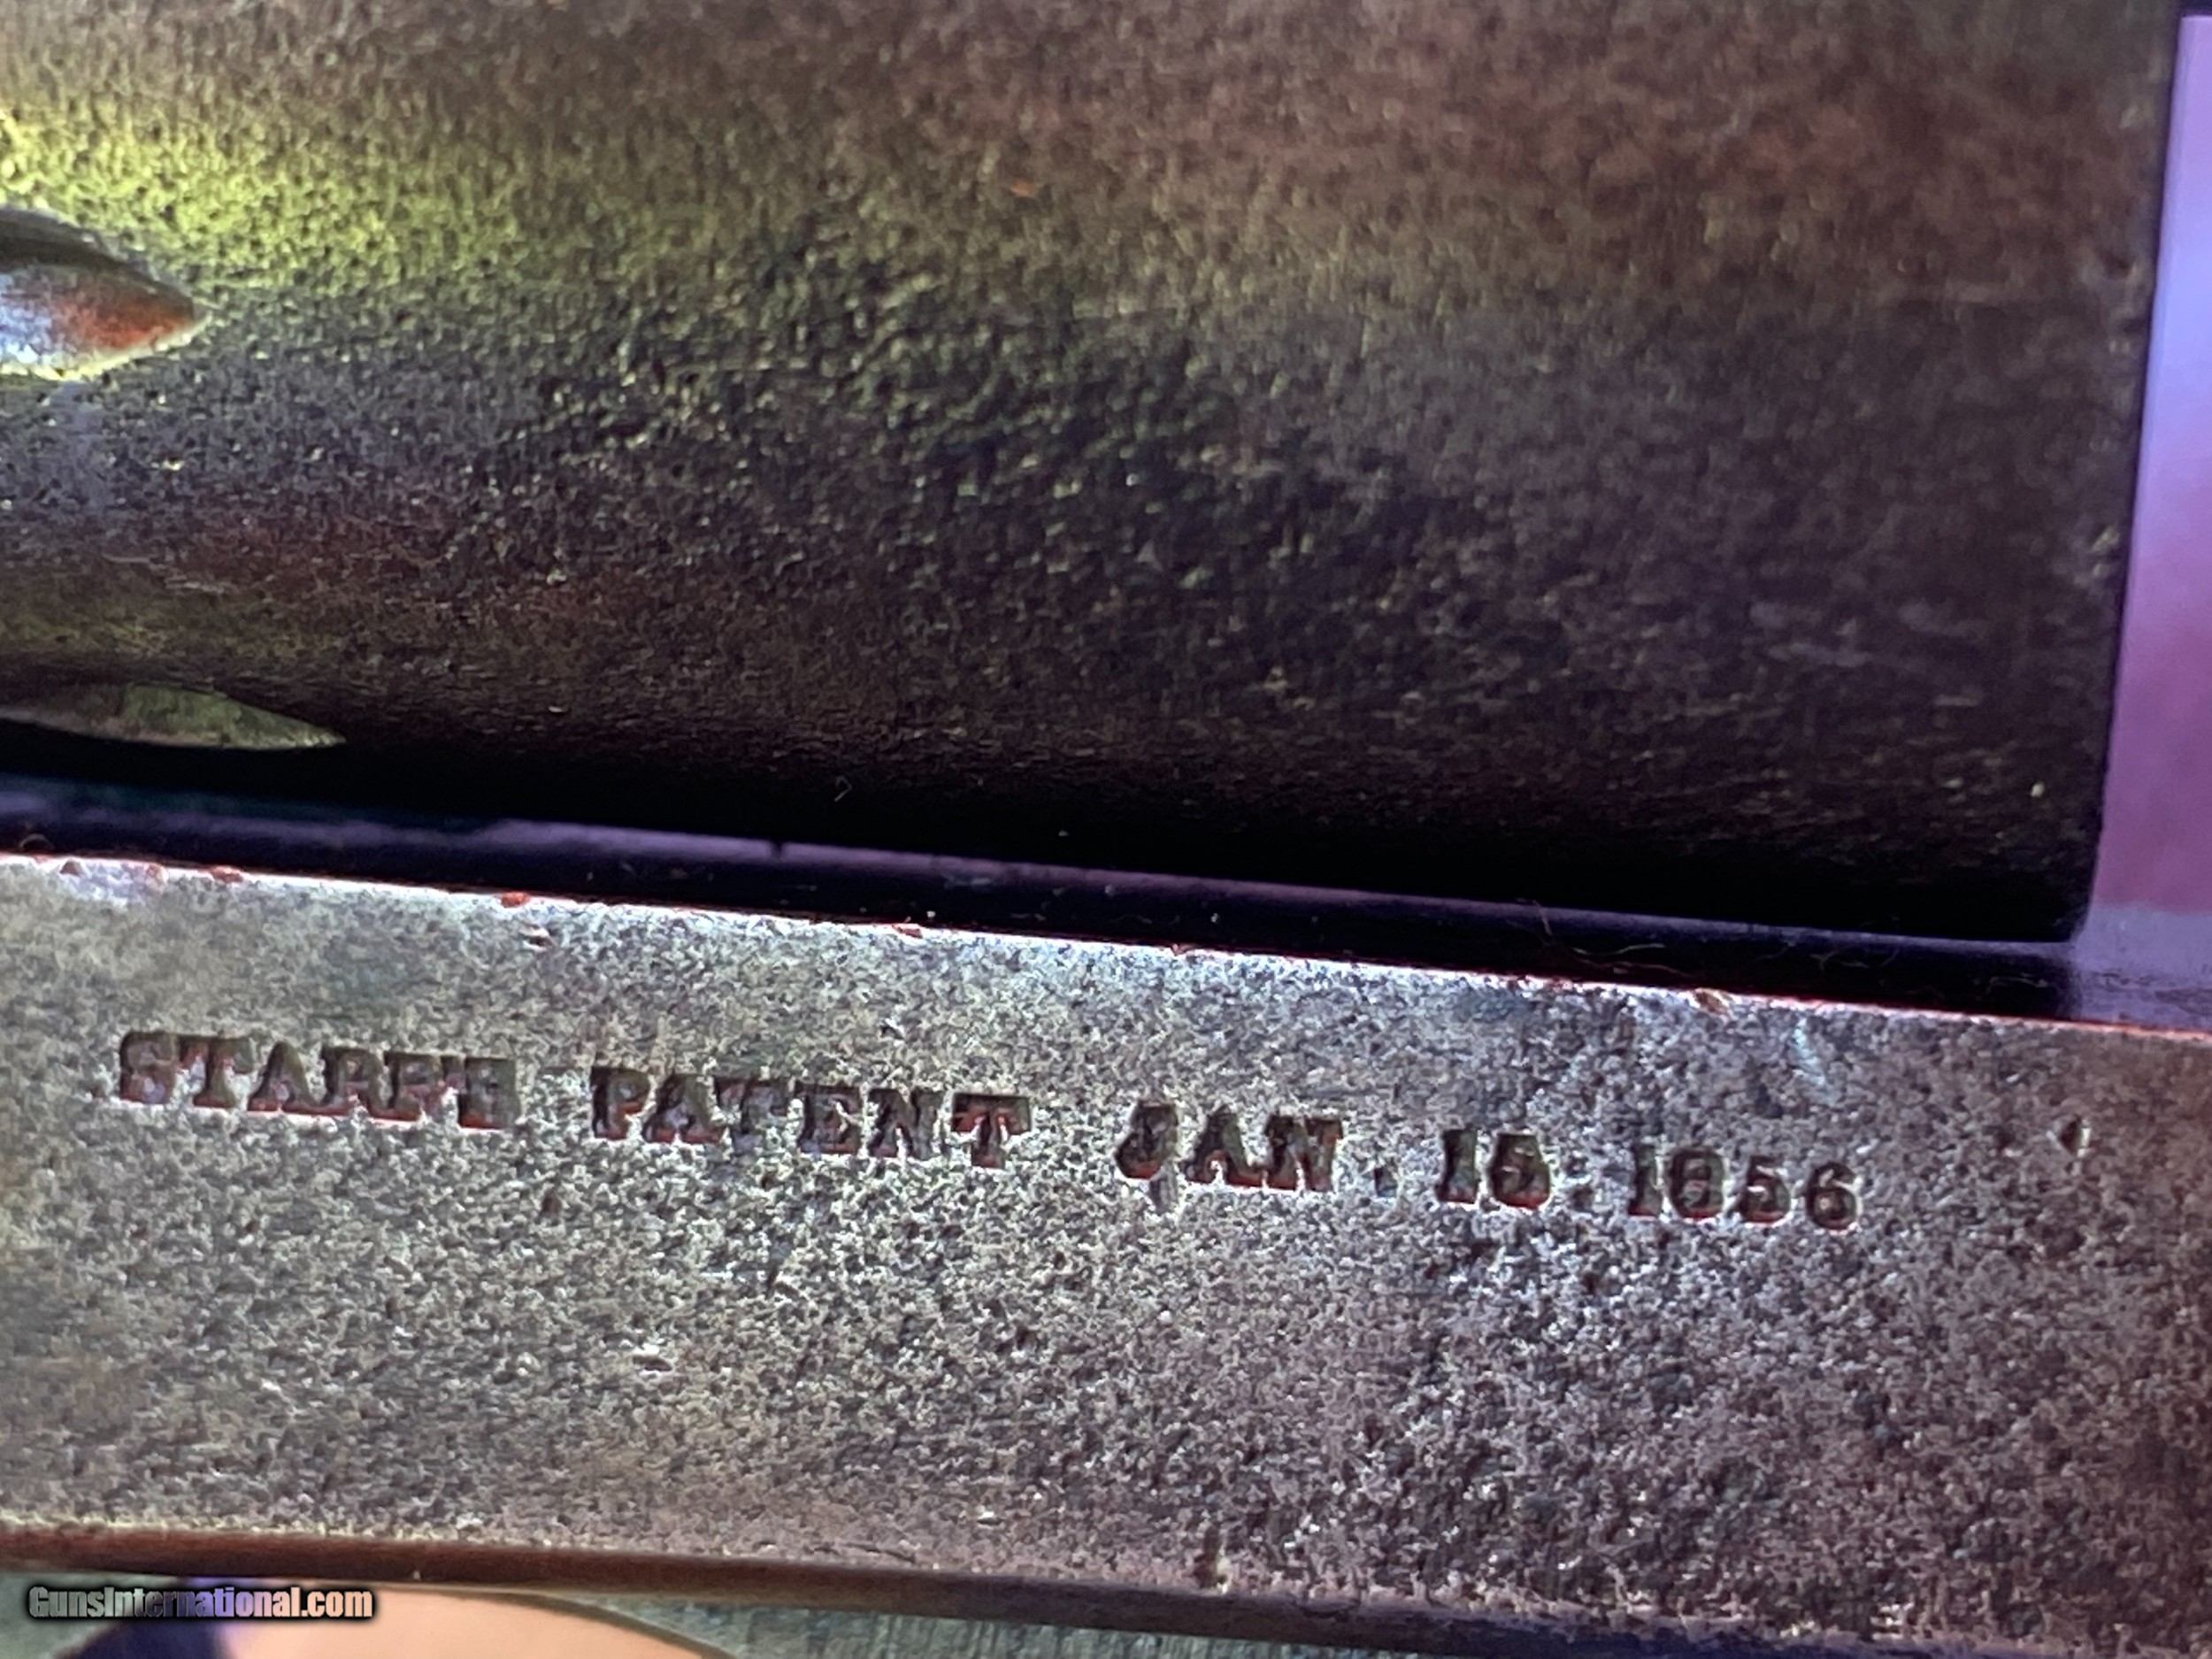 STARR'S PATENT JAN. 15. 1856
GunsInternational.com